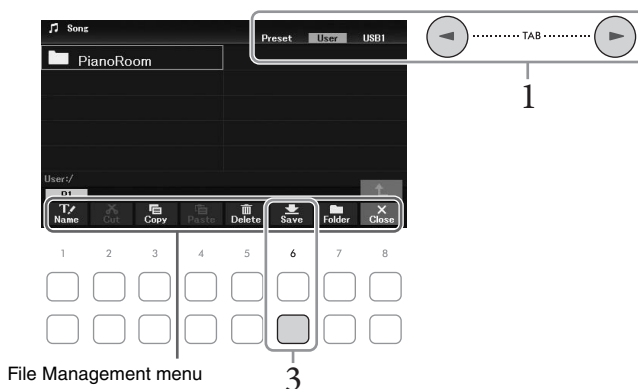 Song
Preset User USB1
TAB
1
PianoRoom
User:/
P1
Name Cut Copy Paste Delete Save Folder Close
1 2 3 4 5 6 7 8
File Management menu
3